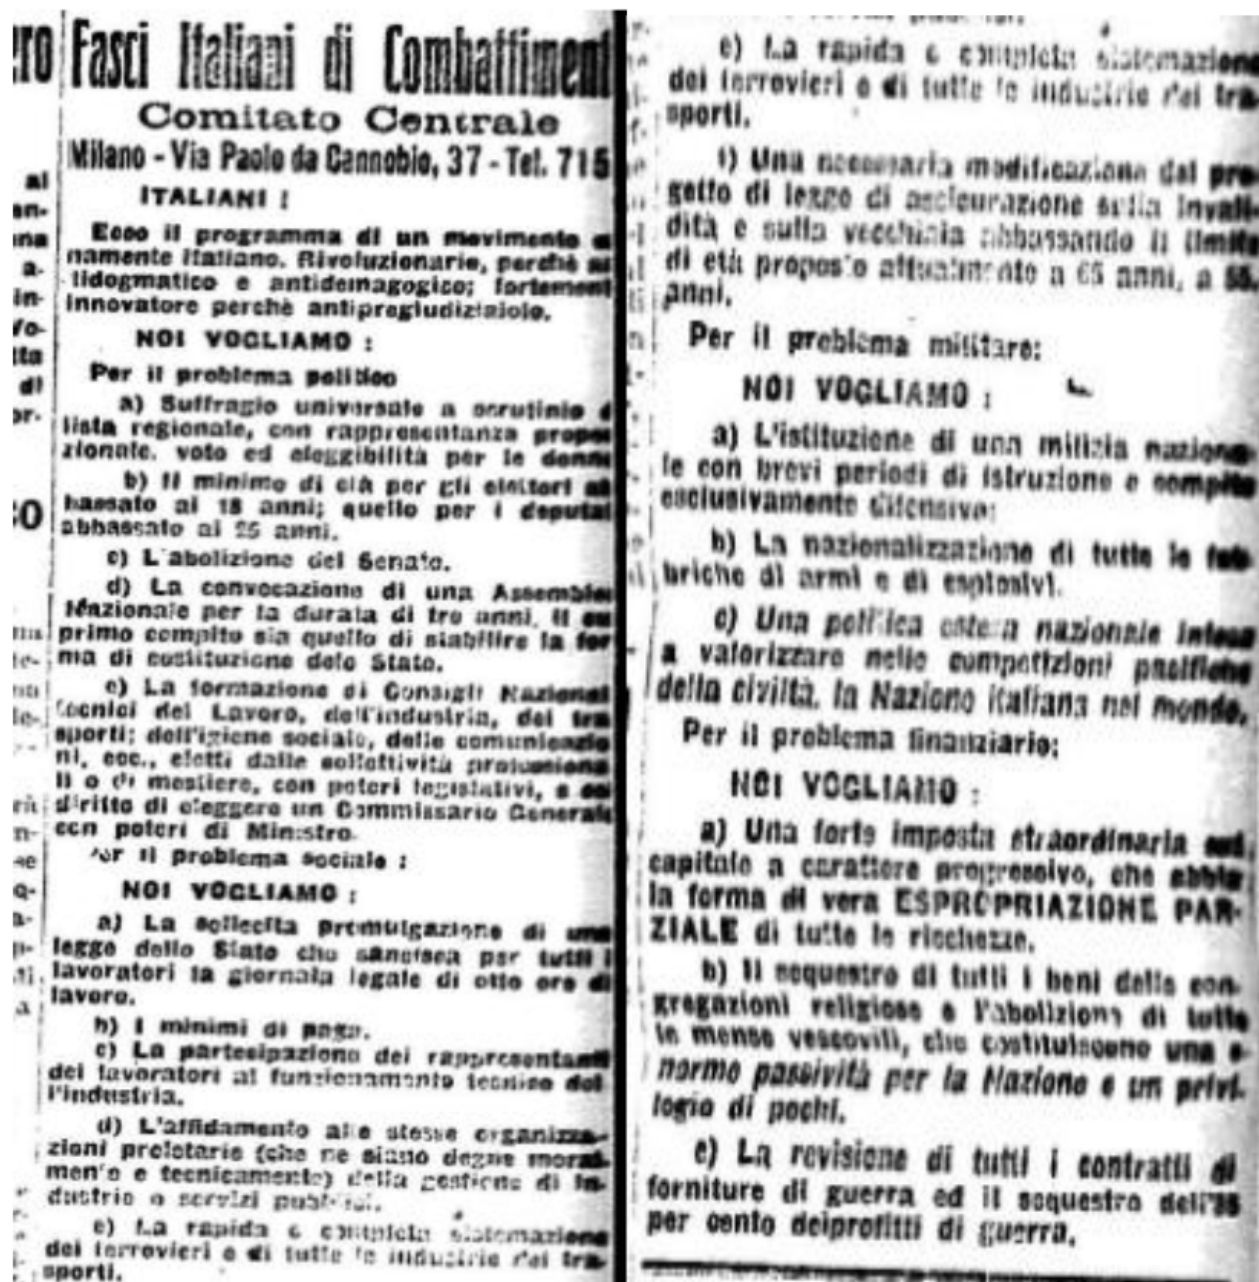 ero
Fasci Italiani di Combattiment
Comitato Centrale
Milano - Via Paolo da Cannobio, 37 - Tel. 715
ITALIANI !
Ecco il programma di un movimento
namente italiano. Rivoluzionario, perchè
tidogmatico e antidemagogico; fortement
innovatore perchè antipregiudizialolo.
NOI VOGLIAMO :
Per il problema politico
a) Suffragio universale a scrutinio d
lista regionale, con rappresentanza propor
zionale, voto ed eleggibilità per le donne
b) Il minimo di età per gli elettori ab
bassato ai 18 anni; quello per i deputat
abbassato ai 25 anni.
c) L'abolizione del Senato.
d) La convocazione di una Assemblea
Nazionale per la durata di tre anni, il cu
primo compito sia quello di stabilire la for
ma di costituzione delo Stato.
e) La formazione di Consigli Nazional
tecnici del Lavoro, dell'industria, dei tra
sporti; dell'igiene sociale, delle comunicazio
ni, ecc., eletti dalle collettività professiona
li o di mestiere, con poteri legislativi, e col
diritto di eleggere un Commissario Generale
con poteri di Ministro.
Per il problema sociale :
NOI VOGLIAMO :
a) La sollecita promulgazione di una
legge dello Stato che sancisca per tutti i
lavoratori la giornata legale di otto ore di
lavoro.
b) I minimi di paga.
c) La partecipazione dei rappresentanti
dei lavoratori al funzionamento tecnico del
l'industria.
d) L'affidamento alle stesse organizza-
zioni proletarie (che ne siano degne moral-
mente e tecnicamente) della gestione di in-
dustrie o servizi pubblici.
e) La rapida e completa sistemazione
dei ferrovieri e di tutte le industrie dei tra-
sporti.
e) La rapida e completa sistemazione
dei ferrovieri e di tutte le industrie dei tra-
sporti.
f) Una necessaria modificazione del pro-
getto di legge di assicurazione sulla invali-
dità e sulla vecchiaia abbassando il limite
di età proposto attualmente a 65 anni, a 55
anni.
Per il problema militare:
NOI VOGLIAMO :
a) L'istituzione di una milizia naziona-
le con brevi periodi di istruzione e compito
esclusivamente difensivo;
b) La nazionalizzazione di tutte le fab-
briche di armi e di esplosivi.
c) Una politica estera nazionale intesa
a valorizzare nelle competizioni pacifiche
della civiltà, la Nazione italiana nel mondo.
Per il problema finanziario:
NOI VOGLIAMO :
a) Una forte imposta straordinaria sul
capitale a carattere progressivo, che abbia
la forma di vera ESPROPRIAZIONE PAR-
ZIALE di tutte le ricchezze.
b) Il sequestro di tutti i beni delle con-
gregazioni religiose e l'abolizione di tutte
le mense vescovili, che costituiscono una e-
norme passività per la Nazione e un privi-
legio di pochi.
c) La revisione di tutti i contratti di
forniture di guerra ed il sequestro dell'85
per cento deiprofitti di guerra.